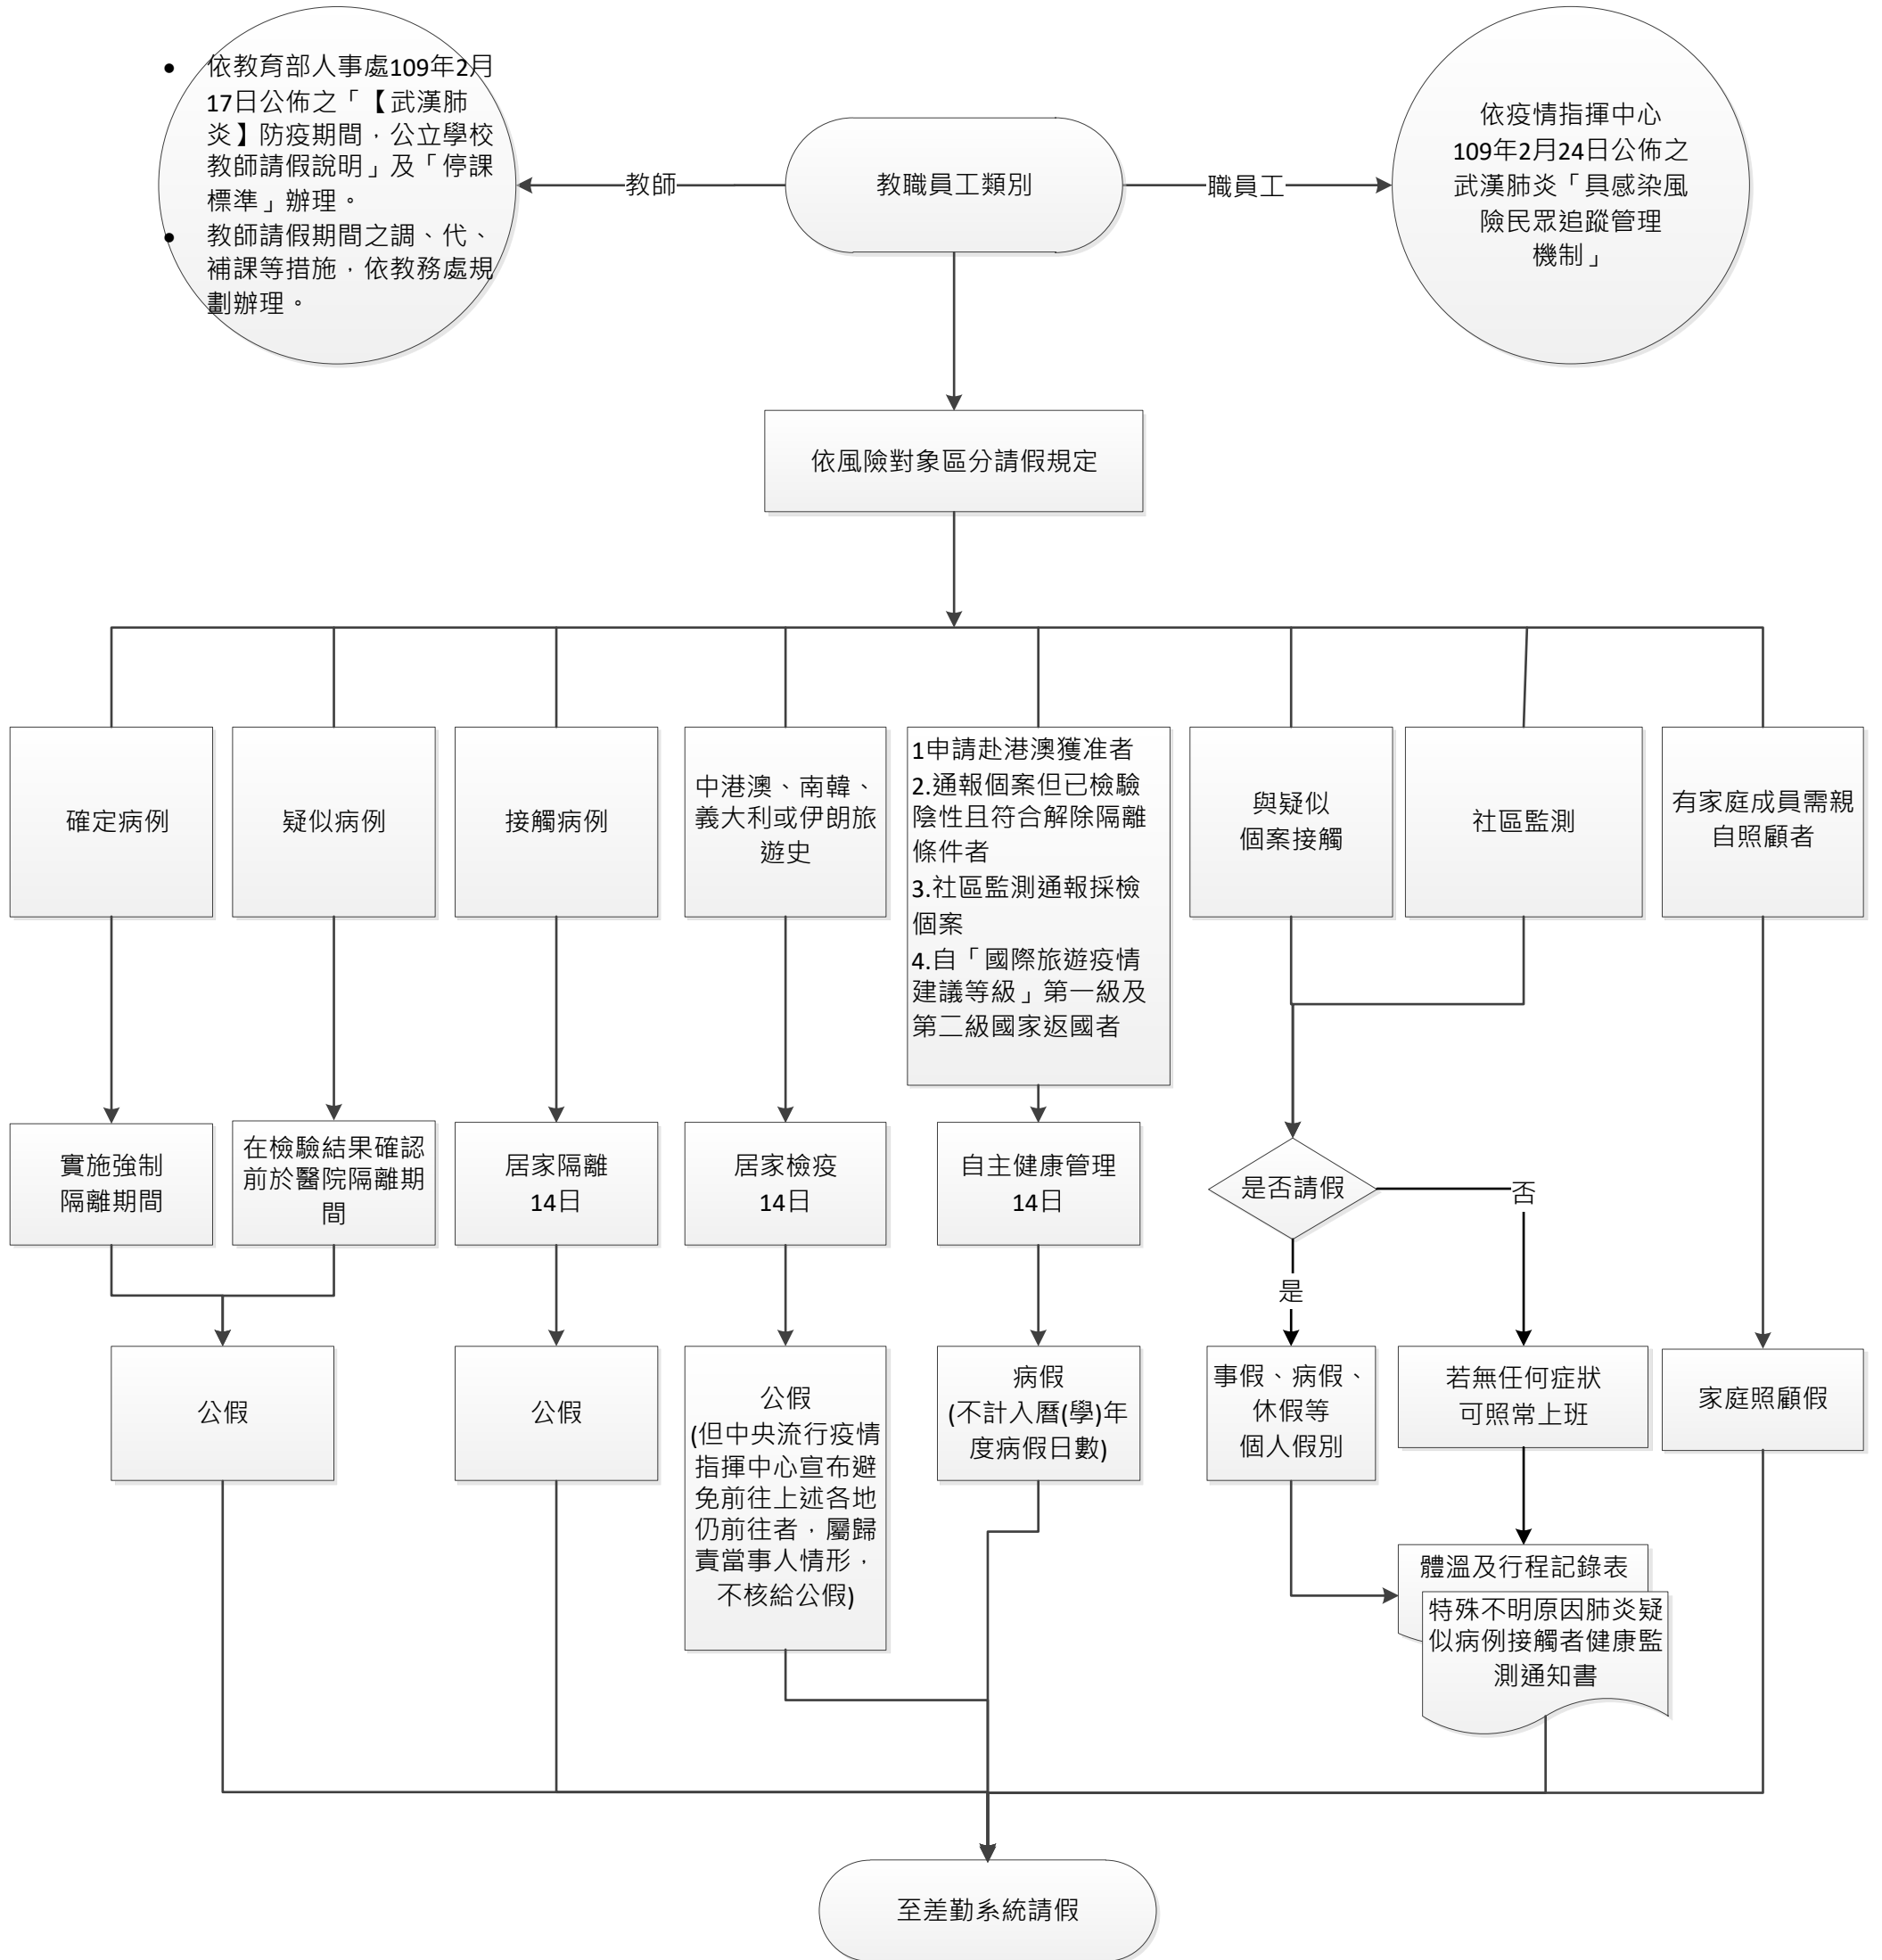 依教育部人事處109年2月
17日公佈之「【武漢肺
炎】防疫期間，公立學校
教師請假說明」及「停課
標準」辦理。
教師請假期間之調、代、
補課等措施，依教務處規
劃辦理。
教師
教職員工類別
職員工
依疫情指揮中心
109年2月24日公佈之
武漢肺炎「具感染風
險民眾追蹤管理
機制」
依風險對象區分請假規定
確定病例
疑似病例
接觸病例
中港澳、南韓、
義大利或伊朗旅
遊史
1申請赴港澳獲准者
2.通報個案但已檢驗
陰性且符合解除隔離
條件者
3.社區監測通報採檢
個案
4.自「國際旅遊疫情
建議等級」第一級及
第二級國家返國者
與疑似
個案接觸
社區監測
有家庭成員需親
自照顧者
實施強制
隔離期間
在檢驗結果確認
前於醫院隔離期
間
居家隔離
14日
居家檢疫
14日
自主健康管理
14日
是否請假
否
是
公假
公假
公假
(但中央流行疫情
指揮中心宣布避
免前往上述各地
仍前往者，屬歸
責當事人情形，
不核給公假)
病假
(不計入曆(學)年
度病假日數)
事假、病假、
休假等
個人假別
若無任何症狀
可照常上班
家庭照顧假
體溫及行程記錄表
特殊不明原因肺炎疑
似病例接觸者健康監
測通知書
至差勤系統請假